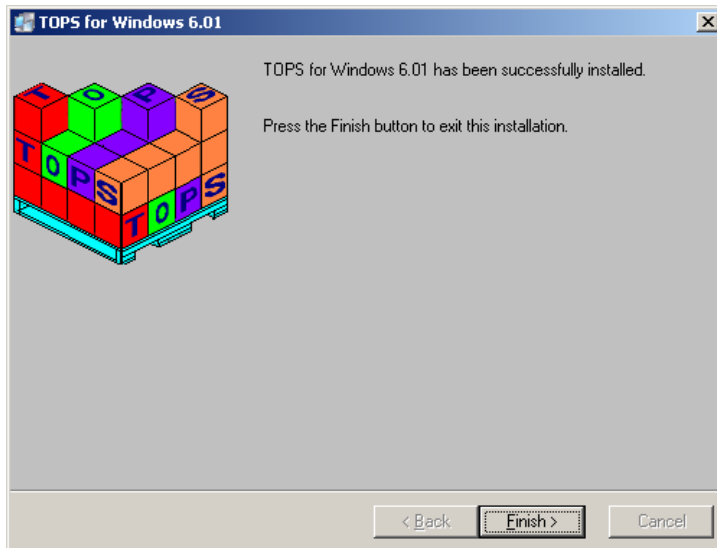 TOPS for Windows 6.01
TOPS for Windows 6.01 has been successfully installed.
Press the Finish button to exit this installation.
T O P S
T O P S
T O P S
< Back
Finish >
Cancel